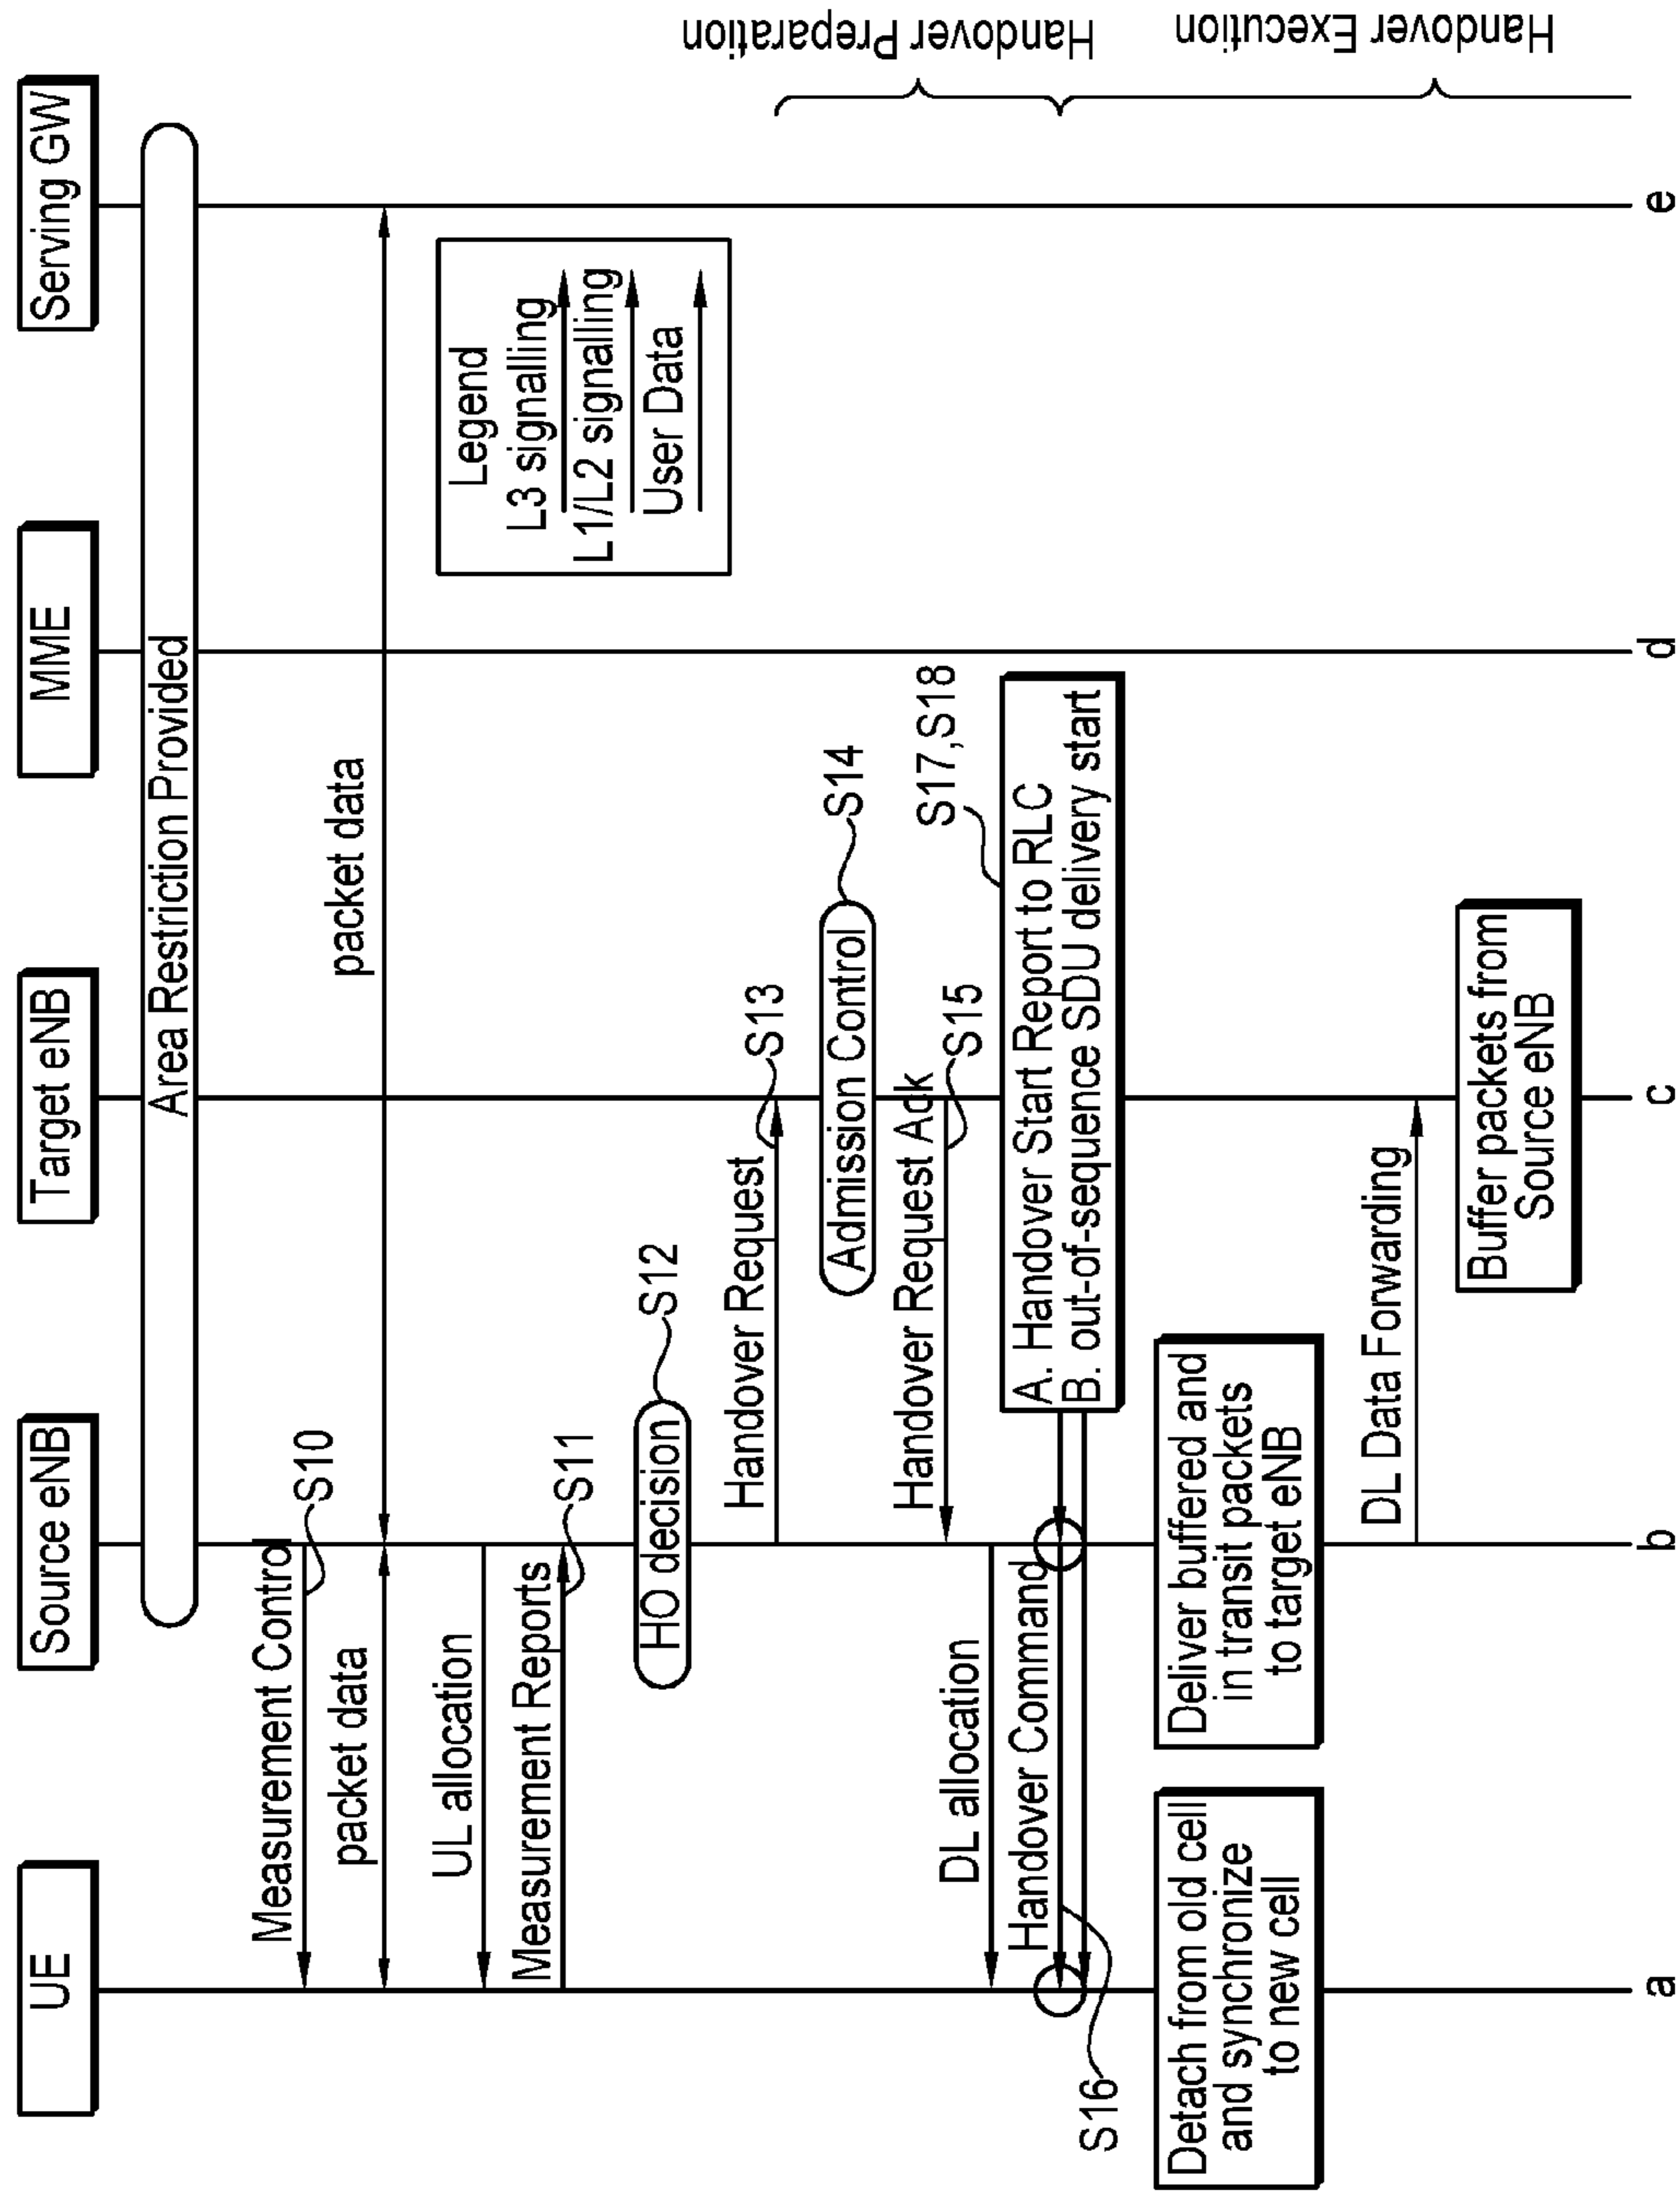 UE
Source eNB
Target eNB
MME
Serving GW
Area Restriction Provided
Measurement Control
S10
packet data
packet data
UL allocation
Legend
L3 signalling
L1/L2 signalling
User Data
Measurement Reports
S11
HO decision
S12
Handover Request
S13
Admission Control
S14
Handover Request Ack
S15
DL allocation
Handover Command
S16
S17,S18
A. Handover Start Report to RLC
B. out-of-sequence SDU delivery start
Handover Preparation
Detach from old cell
and synchronize
to new cell
Deliver buffered and
in transit packets
to target eNB
DL Data Forwarding
Buffer packets from
Source eNB
Handover Execution
a
b
c
d
e